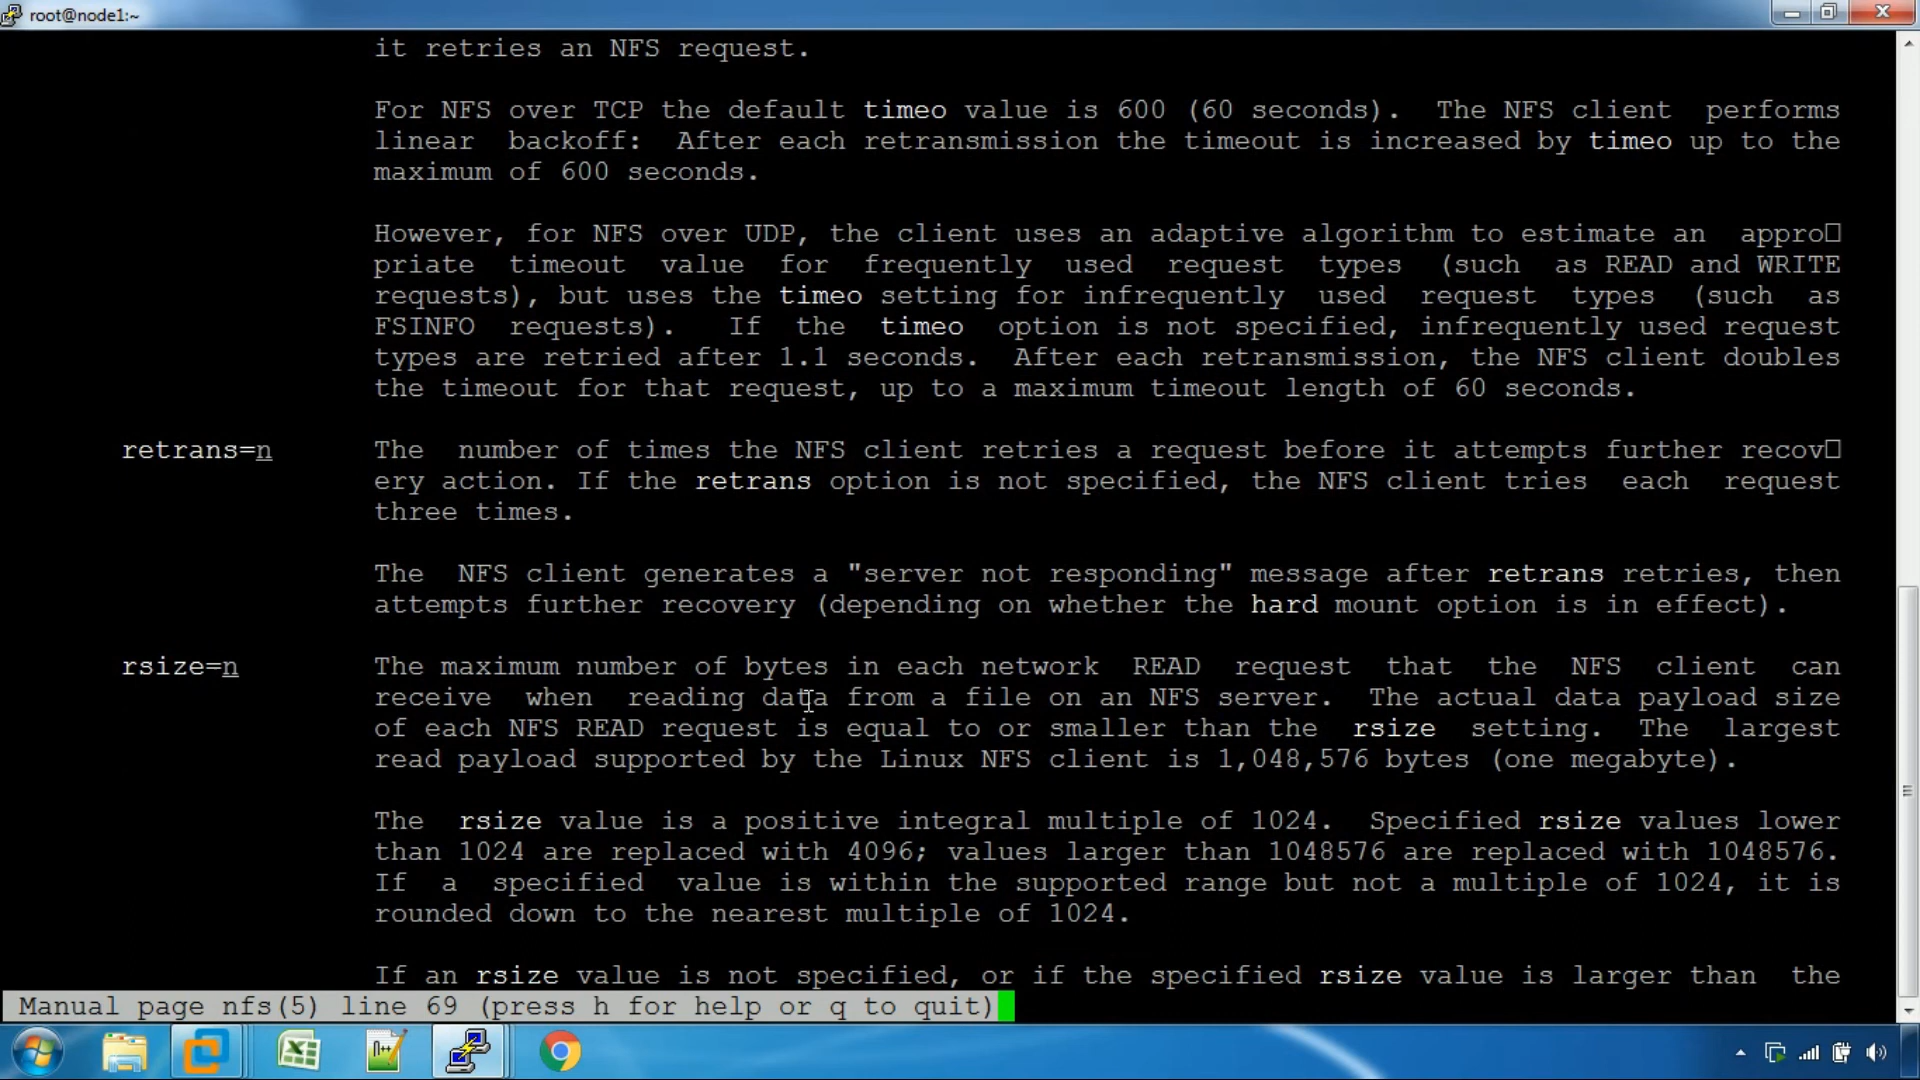 root@node1:~
it retries an NFS request.
For NFS over TCP the default timeo value is 600 (60 seconds). The NFS client performs
linear backoff: After each retransmission the timeout is increased by timeo up to the
maximum of 600 seconds.
However, for NFS over UDP, the client uses an adaptive algorithm to estimate an appro□
priate timeout value for frequently used request types (such as READ and WRITE
requests), but uses the timeo setting for infrequently used request types (such as
FSINFO requests). If the timeo option is not specified, infrequently used request
types are retried after 1.1 seconds. After each retransmission, the NFS client doubles
the timeout for that request, up to a maximum timeout length of 60 seconds.
retrans=n The number of times the NFS client retries a request before it attempts further recov□
ery action. If the retrans option is not specified, the NFS client tries each request
three times.
The NFS client generates a "server not responding" message after retrans retries, then
attempts further recovery (depending on whether the hard mount option is in effect).
rsize=n The maximum number of bytes in each network READ request that the NFS client can
receive when reading data from a file on an NFS server. The actual data payload size
of each NFS READ request is equal to or smaller than the rsize setting. The largest
read payload supported by the Linux NFS client is 1,048,576 bytes (one megabyte).
The rsize value is a positive integral multiple of 1024. Specified rsize values lower
than 1024 are replaced with 4096; values larger than 1048576 are replaced with 1048576.
If a specified value is within the supported range but not a multiple of 1024, it is
rounded down to the nearest multiple of 1024.
If an rsize value is not specified, or if the specified rsize value is larger than the
Manual page nfs(5) line 69 (press h for help or q to quit)